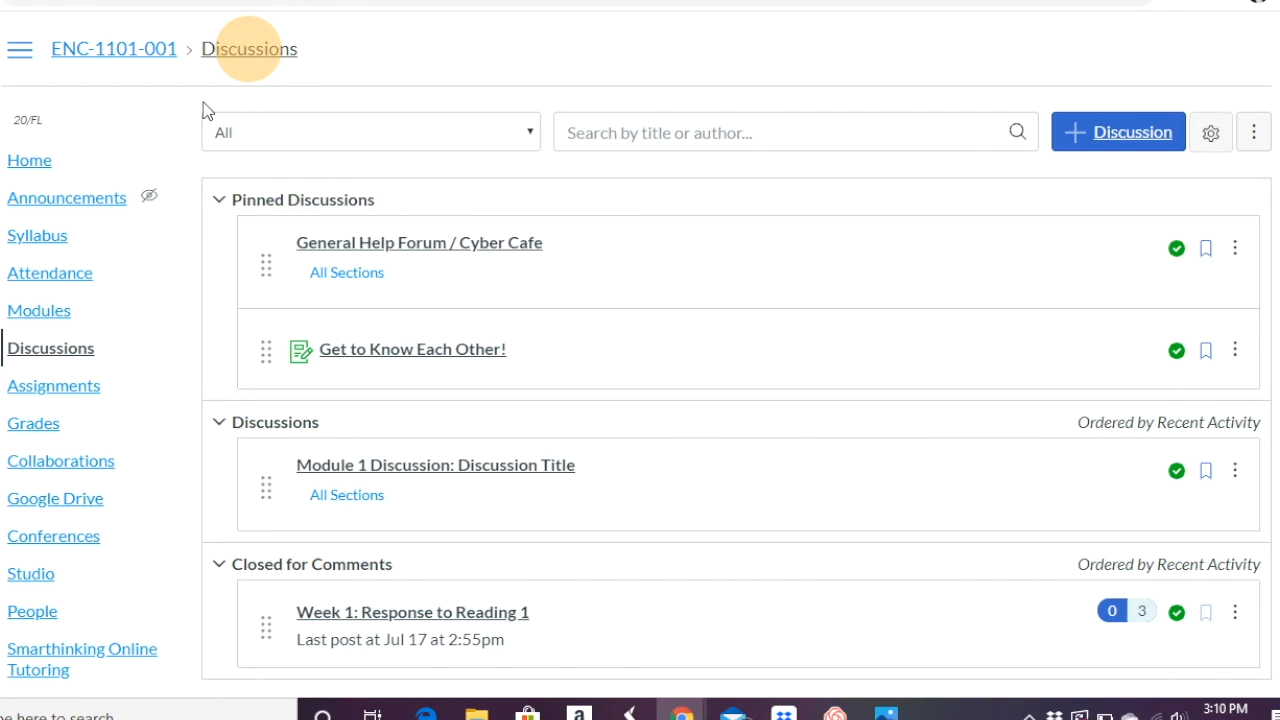 ENC-1101-001 › Discussions
20/FL
Home
Announcements
Syllabus
Attendance
Modules
Discussions
Assignments
Grades
Collaborations
Google Drive
Conferences
Studio
People
Smarthinking Online
Tutoring
All
Search by title or author...
Discussion
Pinned Discussions
General Help Forum / Cyber Cafe
All Sections
Get to Know Each Other!
Discussions
Ordered by Recent Activity
Module 1 Discussion: Discussion Title
All Sections
Closed for Comments
Ordered by Recent Activity
Week 1: Response to Reading 1
0 3
Last post at Jul 17 at 2:55pm
pe here to search
3:10 PM